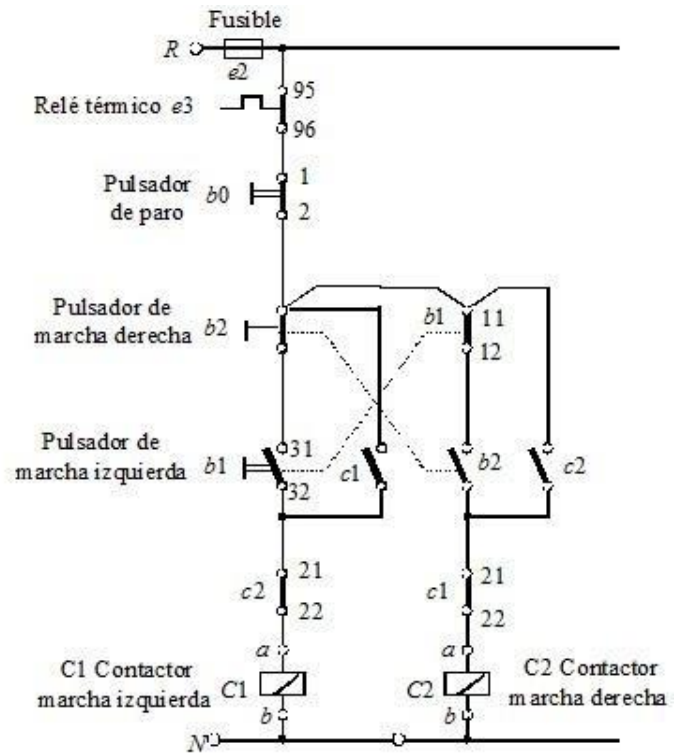 Fusible
R
e2
95
Relé térmico e3
96
1
Pulsador
de paro
b0
2
Pulsador de
marcha derecha
b2
b1
11
12
Pulsador de
marcha izquierda
b1
31
32
c1
b2
c2
21
c2
22
21
c1
22
a
a
C1 Contactor
marcha izquierda
C1
C2
C2 Contactor
marcha derecha
b
b
N